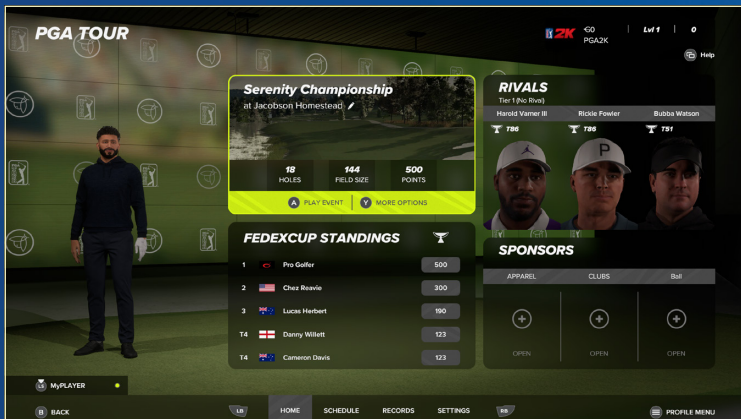 PGA TOUR
2K
G0
PGA2K
Lvl 1
0
Help
Serenity Championship
at Jacobson Homestead
18
HOLES
144
FIELD SIZE
500
POINTS
A PLAY EVENT
Y MORE OPTIONS
RIVALS
Tier 1 (No Rival)
Harold Varner III
Rickie Fowler
Bubba Watson
T86
T86
T51
P
FEDEXCUP STANDINGS
1 Pro Golfer 500
2 Chez Reavie 300
3 Lucas Herbert 190
T4 Danny Willett 123
T4 Cameron Davis 123
SPONSORS
APPAREL
CLUBS
Ball
OPEN
OPEN
OPEN
LS MyPLAYER
B BACK
LB
HOME
SCHEDULE
RECORDS
SETTINGS
RB
PROFILE MENU